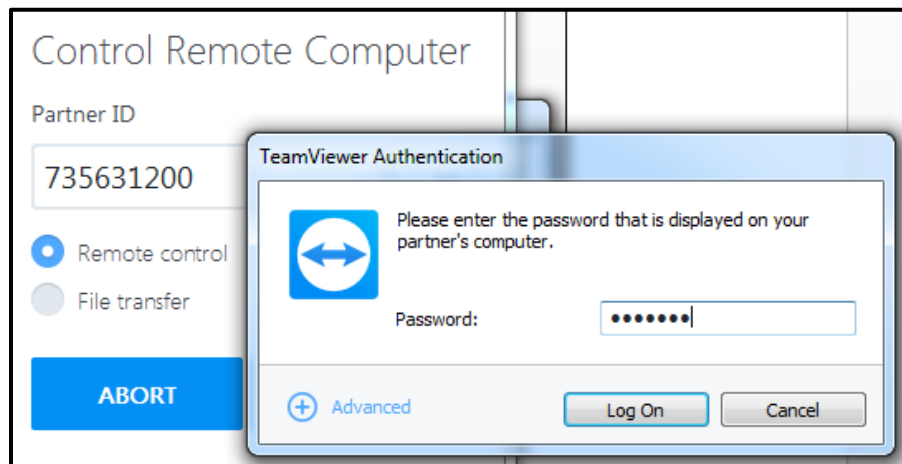 Control Remote Computer
Partner ID
735631200
Remote control
File transfer
ABORT
TeamViewer Authentication
Please enter the password that is displayed on your
partner's computer.
Password:
•••••••
Advanced
Log On
Cancel